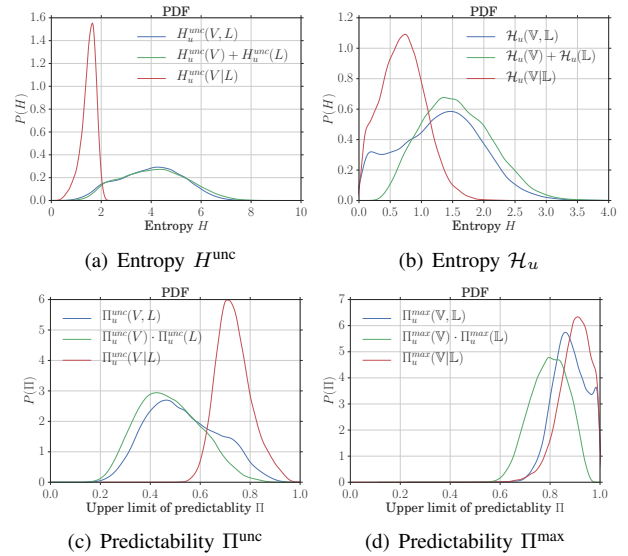 PDF
H_u^{unc}(V, L)
H_u^{unc}(V) + H_u^{unc}(L)
H_u^{unc}(V|L)
P(H)
1.6
1.4
1.2
1.0
0.8
0.6
0.4
0.2
0.0
0 2 4 6 8 10
Entropy H
(a) Entropy H^{unc}
PDF
ℋ_u(𝕍, 𝕃)
ℋ_u(𝕍) + ℋ_u(𝕃)
ℋ_u(𝕍|𝕃)
P(H)
1.2
1.0
0.8
0.6
0.4
0.2
0.0
0.0 0.5 1.0 1.5 2.0 2.5 3.0 3.5 4.0
Entropy H
(b) Entropy ℋ_u
PDF
Π_u^{unc}(V, L)
Π_u^{unc}(V) · Π_u^{unc}(L)
Π_u^{unc}(V|L)
P(Π)
6
5
4
3
2
1
0
0.0 0.2 0.4 0.6 0.8 1.0
Upper limit of predictablity Π
(c) Predictability Π^{unc}
PDF
Π_u^{max}(𝕍, 𝕃)
Π_u^{max}(𝕍) · Π_u^{max}(𝕃)
Π_u^{max}(𝕍|𝕃)
P(Π)
7
6
5
4
3
2
1
0
0.0 0.2 0.4 0.6 0.8 1.0
Upper limit of predictablity Π
(d) Predictability Π^{max}